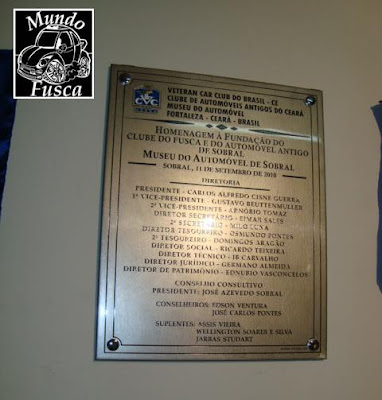 Mundo
Fusca
CVC
VETERAN CAR CLUB DO BRASIL - CE
CLUBE DE AUTOMÓVEIS ANTIGOS DO CEARÁ
MUSEU DO AUTOMÓVEL
FORTALEZA - CEARÁ - BRASIL
HOMENAGEM À FUNDAÇÃO DO
CLUBE DO FUSCA E DO AUTOMÓVEL ANTIGO
DE SOBRAL
MUSEU DO AUTOMÓVEL DE SOBRAL
SOBRAL, 11 DE SETEMBRO DE 2010
DIRETORIA
PRESIDENTE - CARLOS ALFREDO CISNE GUERRA
1º VICE-PRESIDENTE - GUSTAVO BEUTTENMULLER
2º VICE-PRESIDENTE - ARNÓBIO TOMAZ
DIRETOR SECRETÁRIO - EIMAR SALES
2º SECRETÁRIO - MILO LUNA
DIRETOR TESOUREIRO - OSMUNDO PONTES
2º TESOUREIRO - DOMINGOS ARAGÃO
DIRETOR SOCIAL - RICARDO TEIXEIRA
DIRETOR TÉCNICO - CARVALHO
DIRETOR JURÍDICO - GERMANO ALMEIDA
DIRETOR DE PATRIMÔNIO - VASCONCELOS
CONSELHO CONSULTIVO
PRESIDENTE: JOSÉ AZEVEDO SOBRAL
CONSELHEIROS: EDSON VENTURA
JOSÉ CARLOS PONTES
SUPLENTES: ASSIS VIEIRA
WELLINGTON SOARES E SILVA
JARBAS STUDART